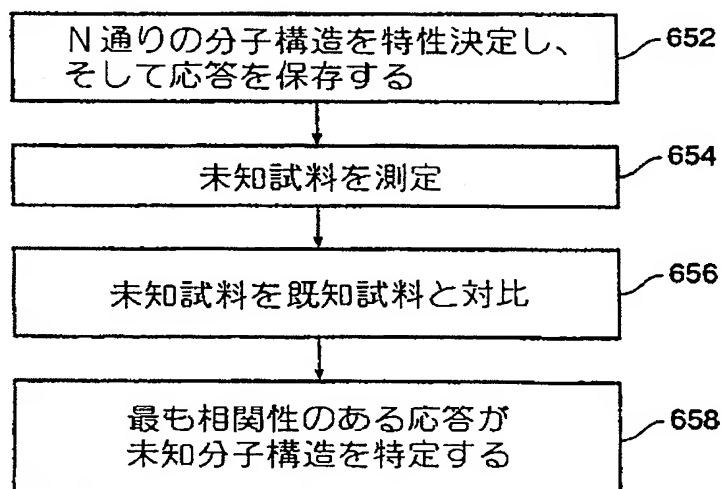 N通りの分子構造を特性決定し、
そして応答を保存する
652
未知試料を測定
654
未知試料を既知試料と対比
656
最も相関性のある応答が
未知分子構造を特定する
658